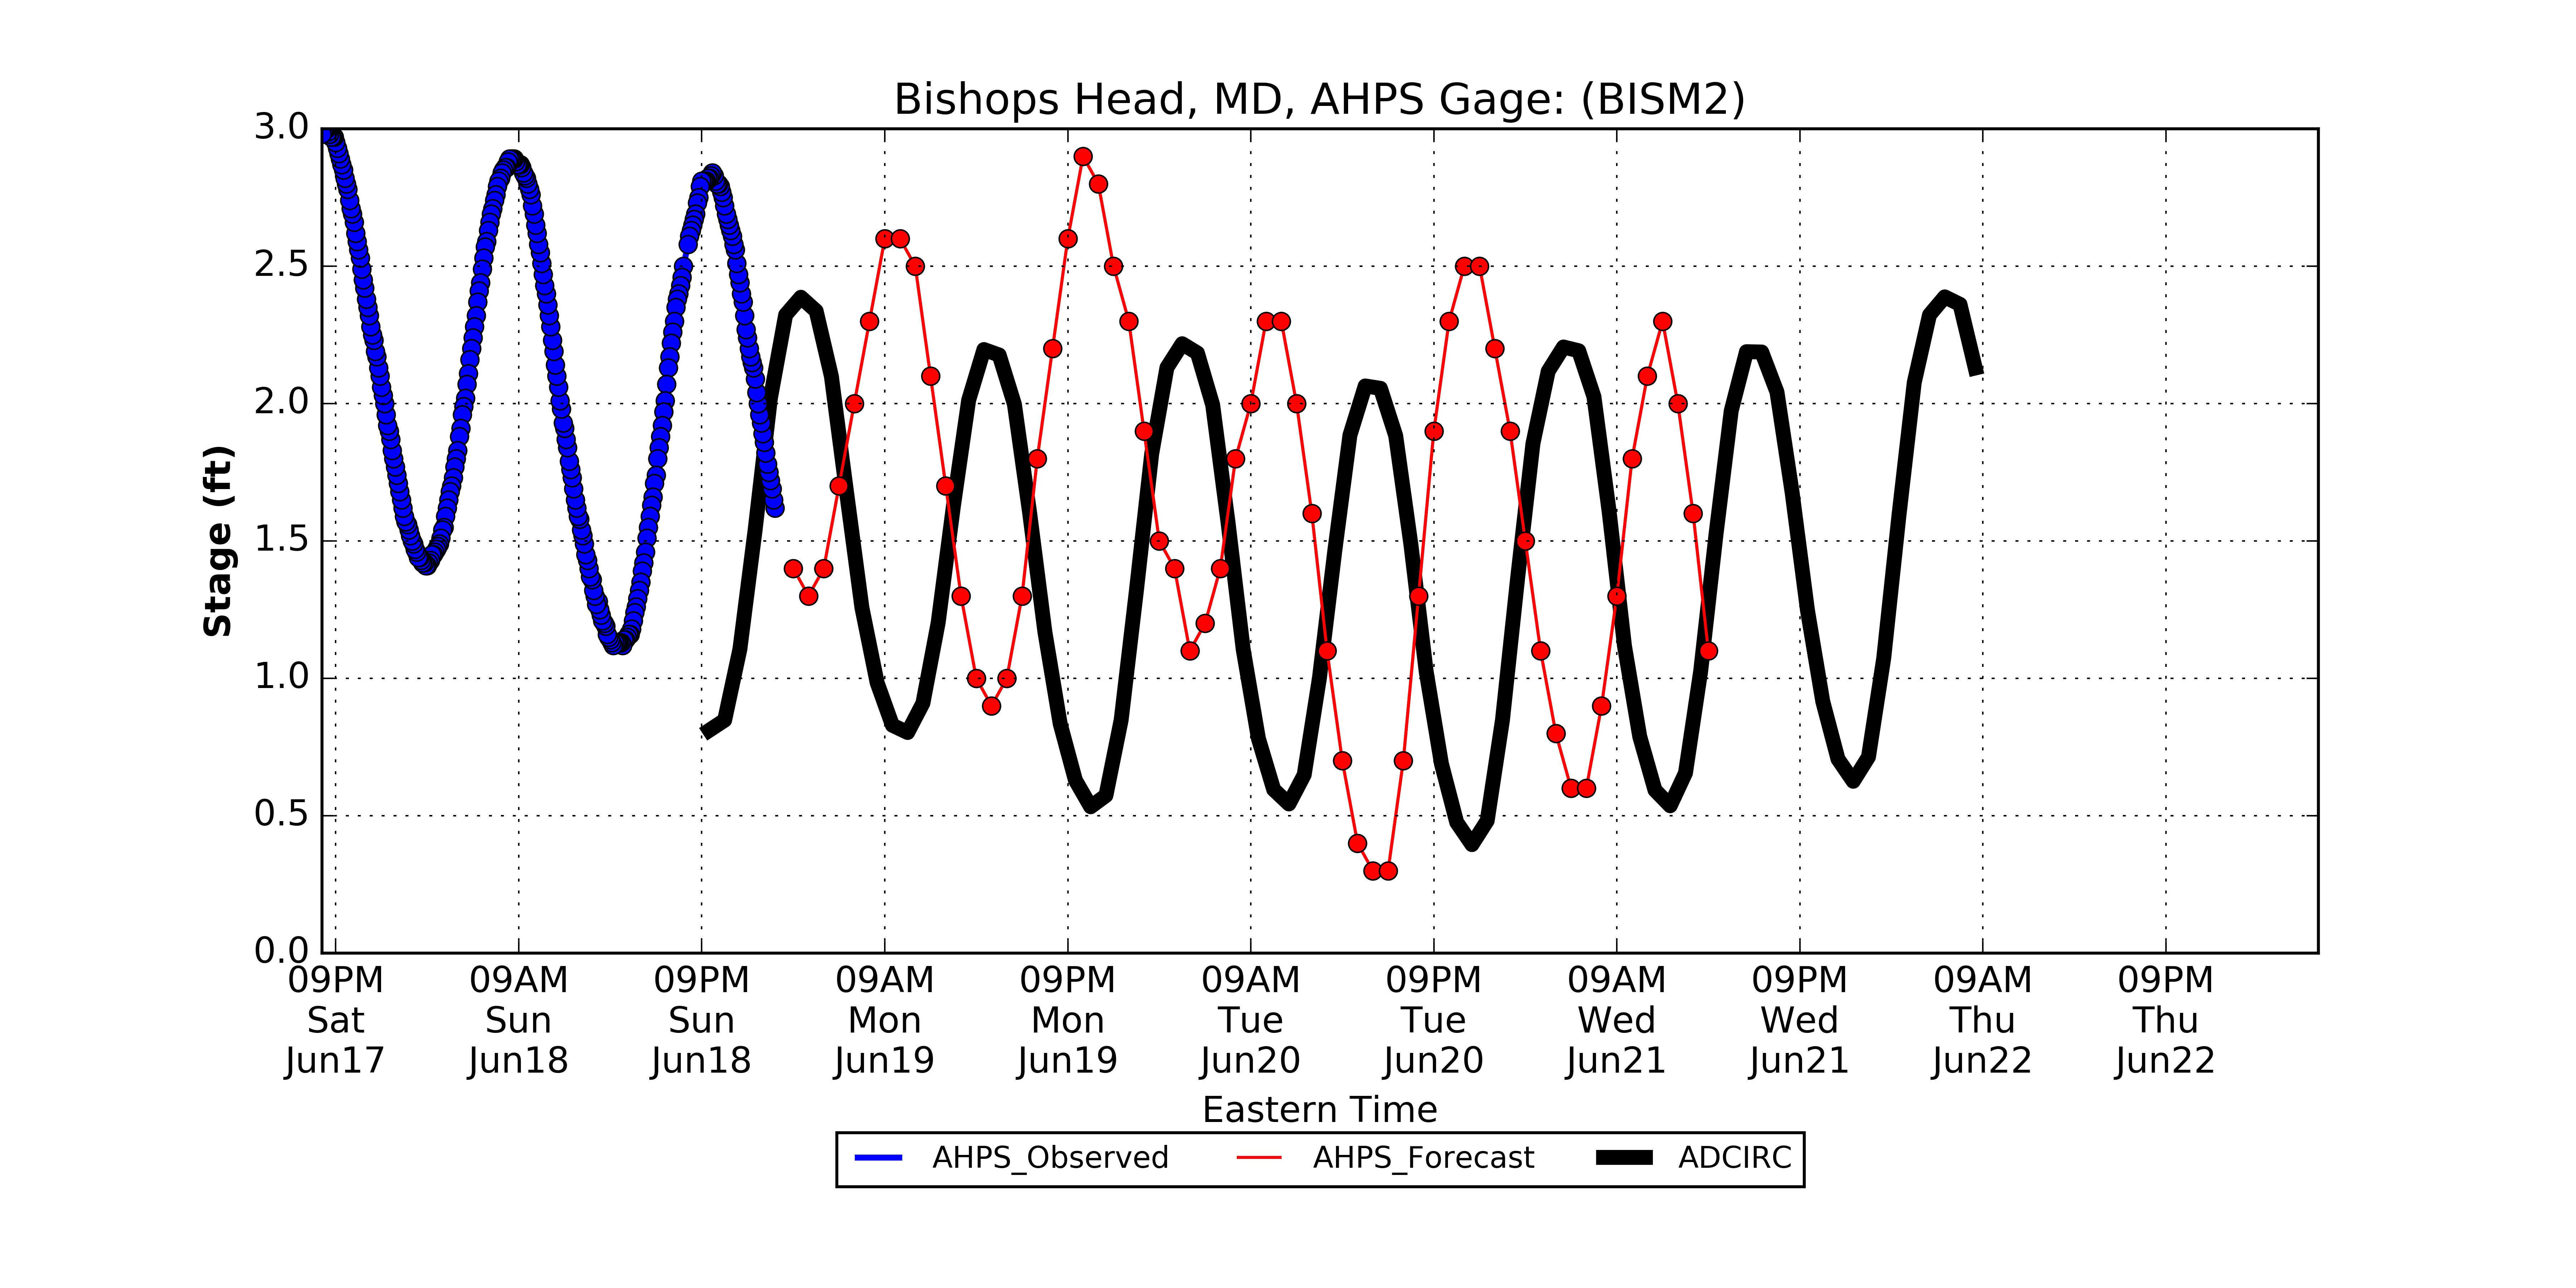 Bishops Head, MD, AHPS Gage: (BISM2)
3.0
2.5
2.0
1.5
1.0
0.5
0.0
Stage (ft)
09PM 09AM 09PM 09AM 09PM 09AM 09PM 09AM 09PM 09AM 09PM
Sat Sun Sun Mon Mon Tue Tue Wed Wed Thu Thu
Jun17 Jun18 Jun18 Jun19 Jun19 Jun20 Jun20 Jun21 Jun21 Jun22 Jun22
Eastern Time
AHPS_Observed AHPS_Forecast ADCIRC